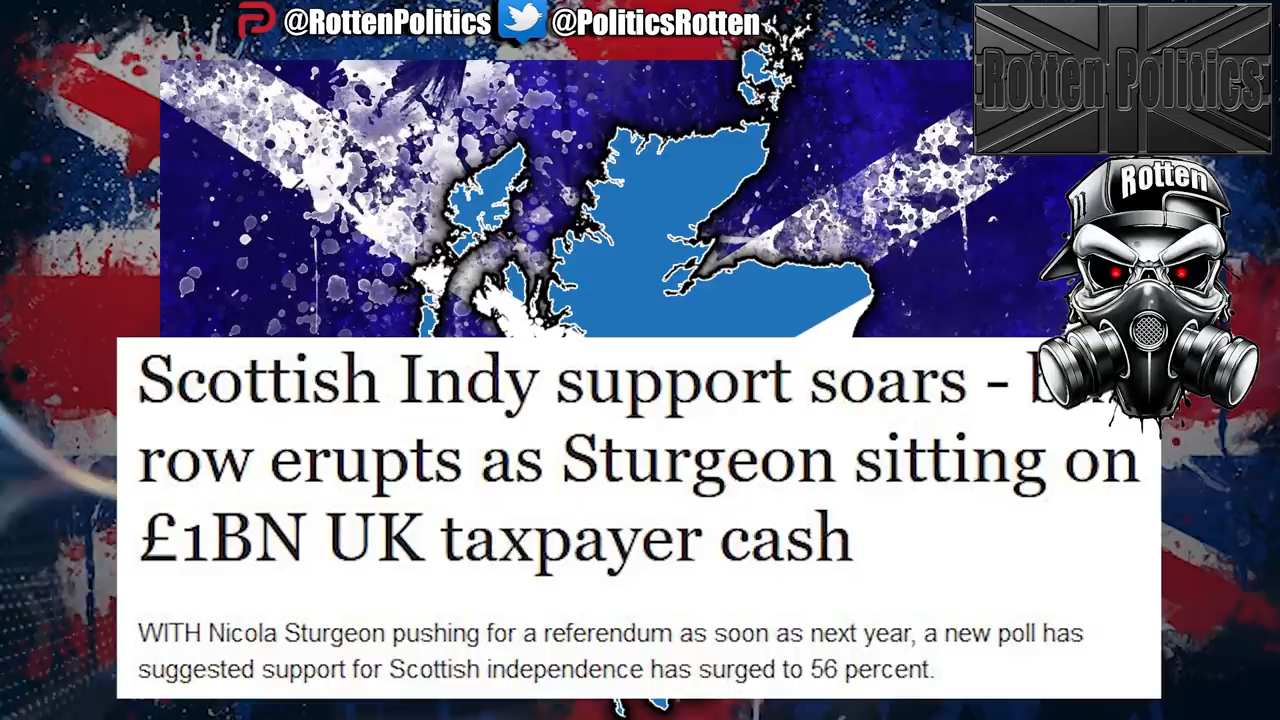 @RottenPolitics @PoliticsRotten
Rotten Politics
Rotten
Scottish Indy support soars -
row erupts as Sturgeon sitting on
£1BN UK taxpayer cash
WITH Nicola Sturgeon pushing for a referendum as soon as next year, a new poll has
suggested support for Scottish independence has surged to 56 percent.